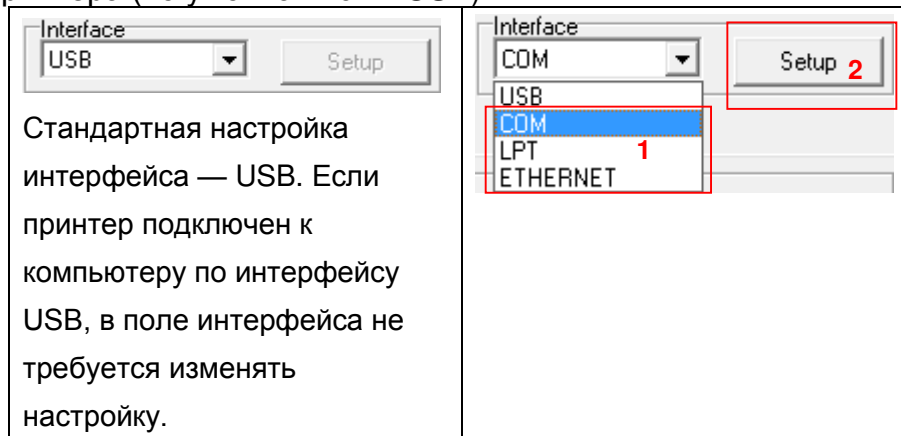 Interface
USB
Setup
Стандартная настройка
интерфейса — USB. Если
принтер подключен к
компьютеру по интерфейсу
USB, в поле интерфейса не
требуется изменять
настройку.
Interface
COM
Setup 2
USB
COM
LPT 1
ETHERNET